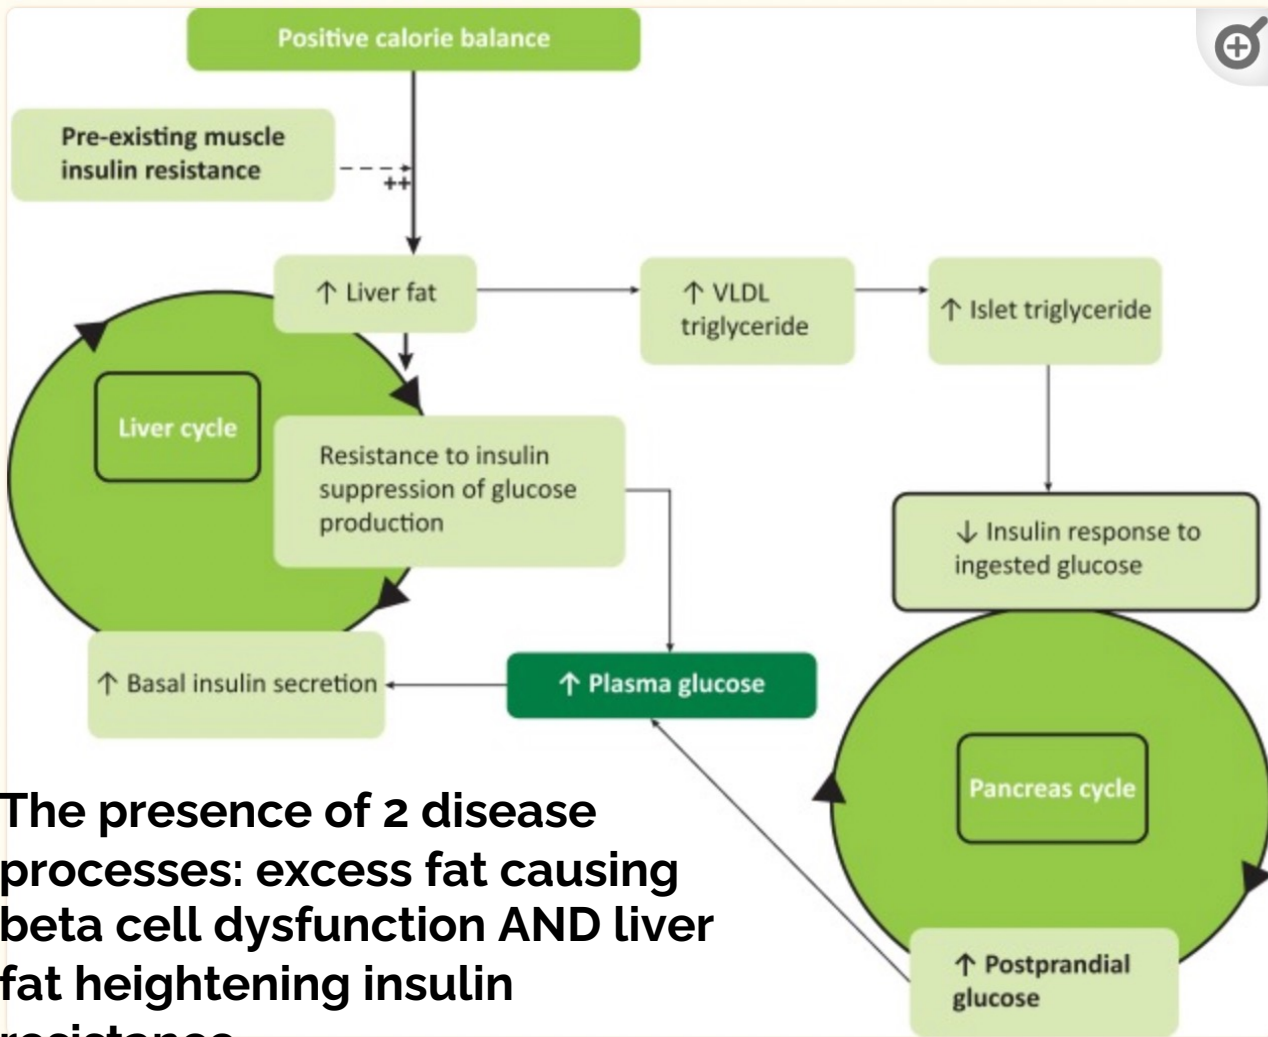 Positive calorie balance
Pre-existing muscle
insulin resistance
++
↑ Liver fat
↑ VLDL
triglyceride
↑ Islet triglyceride
Liver cycle
Resistance to insulin
suppression of glucose
production
↓ Insulin response to
ingested glucose
↑ Basal insulin secretion
↑ Plasma glucose
Pancreas cycle
↑ Postprandial
glucose
The presence of 2 disease
processes: excess fat causing
beta cell dysfunction AND liver
fat heightening insulin
resistance